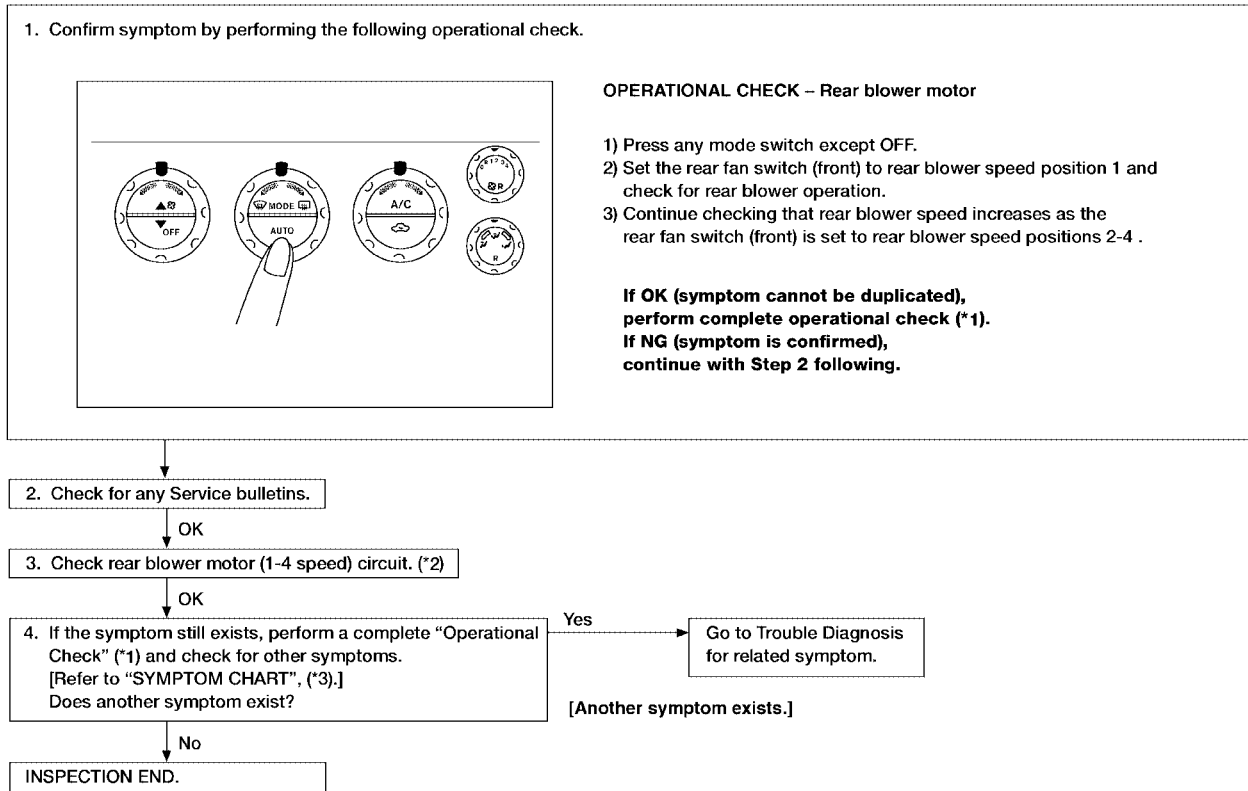 1. Confirm symptom by performing the following operational check.
OPERATIONAL CHECK – Rear blower motor
1) Press any mode switch except OFF.
2) Set the rear fan switch (front) to rear blower speed position 1 and
check for rear blower operation.
3) Continue checking that rear blower speed increases as the
rear fan switch (front) is set to rear blower speed positions 2-4 .
If OK (symptom cannot be duplicated),
perform complete operational check (*1).
If NG (symptom is confirmed),
continue with Step 2 following.
OFF
MODE
AUTO
A/C
0 1 2 3 4
R
R
2. Check for any Service bulletins.
OK
3. Check rear blower motor (1-4 speed) circuit. (*2)
OK
4. If the symptom still exists, perform a complete “Operational
Check” (*1) and check for other symptoms.
[Refer to “SYMPTOM CHART”, (*3).]
Does another symptom exist?
Yes
Go to Trouble Diagnosis
for related symptom.
[Another symptom exists.]
No
INSPECTION END.